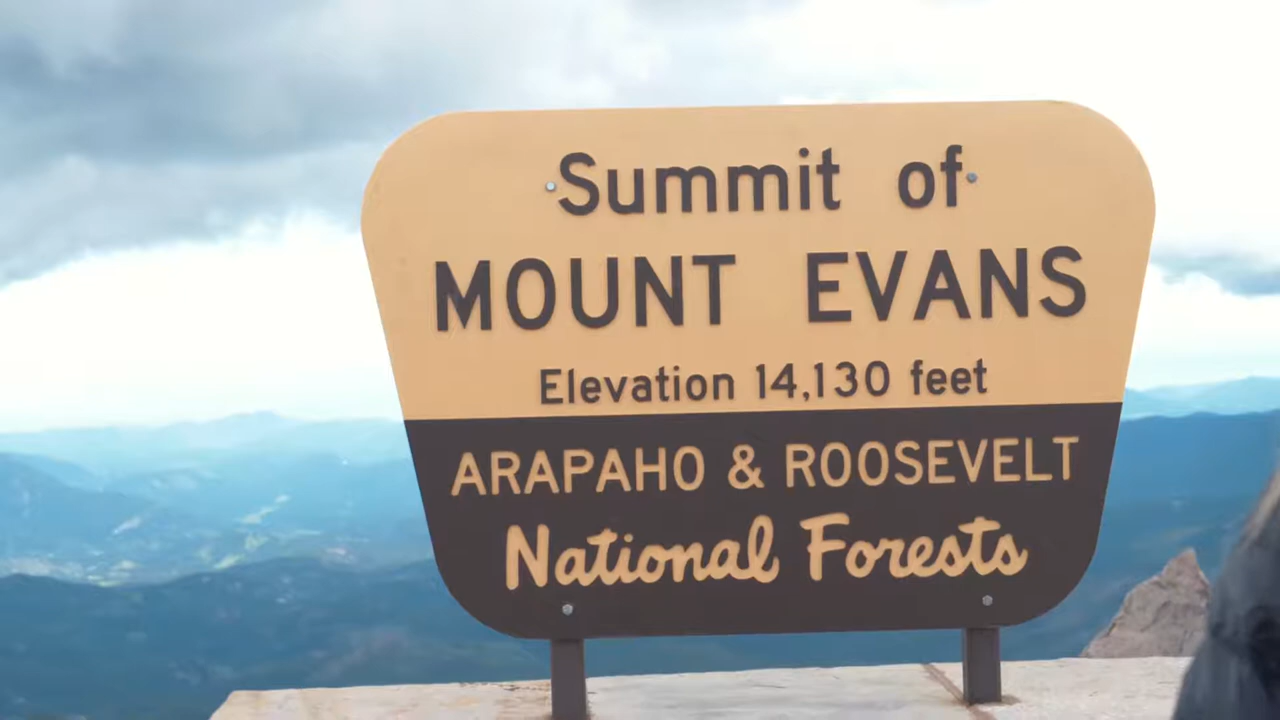 Summit of
MOUNT EVANS
Elevation 14,130 feet
ARAPAHO & ROOSEVELT
National Forests